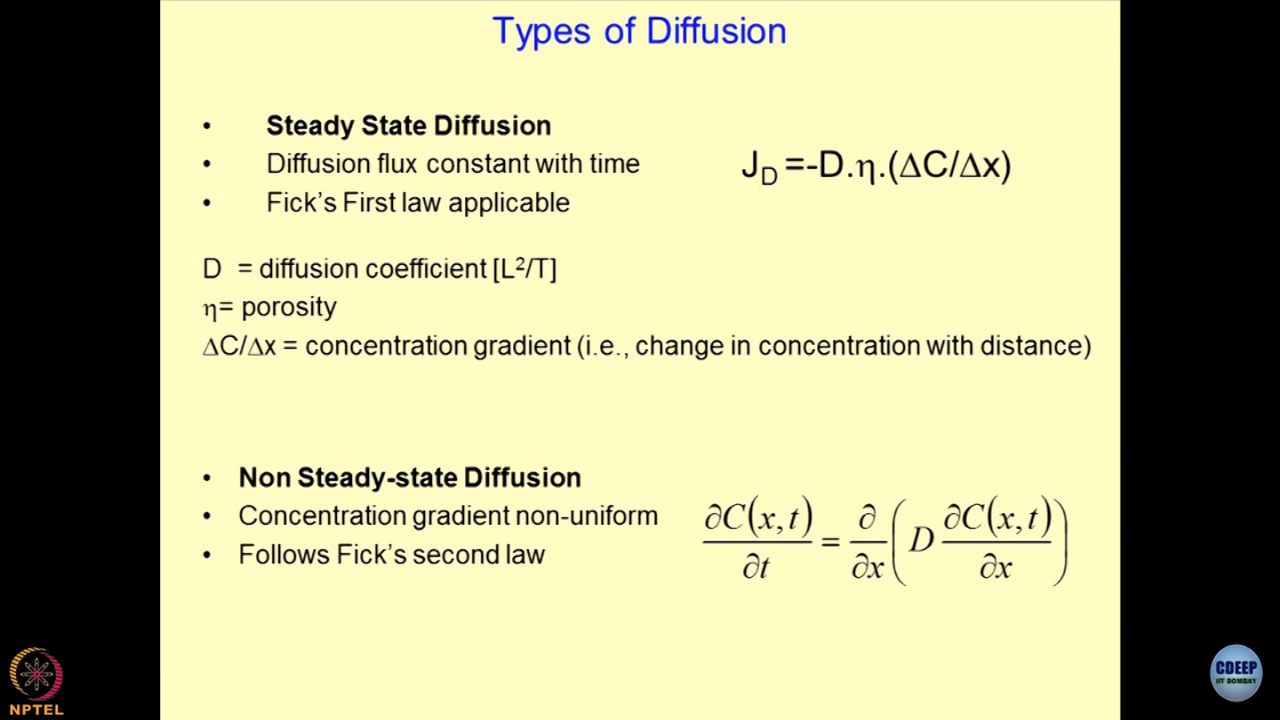 Types of Diffusion
• Steady State Diffusion
• Diffusion flux constant with time
• Fick's First law applicable
J_D =-D.η.(ΔC/Δx)
D = diffusion coefficient [L²/T]
η= porosity
ΔC/Δx = concentration gradient (i.e., change in concentration with distance)
• Non Steady-state Diffusion
• Concentration gradient non-uniform
• Follows Fick's second law
∂C(x,t)/∂t = ∂/∂x (D ∂C(x,t)/∂x)
NPTEL
CDEEP
IIT BOMBAY